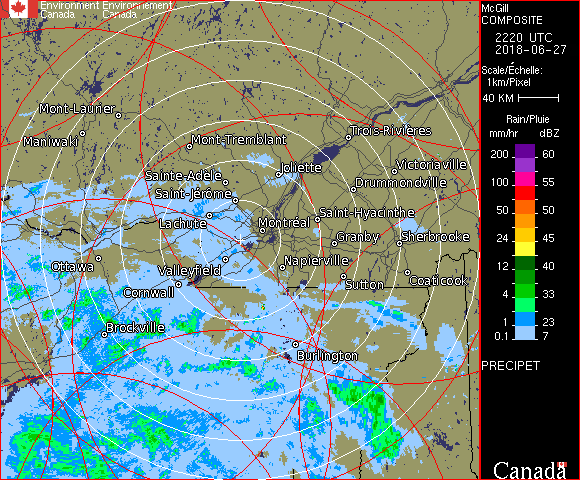 Environment Environnement
Canada Canada
McGill
COMPOSITE
2220 UTC
2018-06-27
Scale/Échelle:
1km/Pixel
40 KM
Rain/Pluie
mm/hr dBZ
200 60
100 55
50 50
24 45
12 40
4 33
1 23
0.1 7
PRECIPET
Canada
Mont-Laurier
Maniwaki
Mont-Tremblant
Trois-Rivières
Joliette
Victoriaville
Sainte-Adèle
Drummondville
Saint-Jérôme
Saint-Hyacinthe
Lachute
Montréal
Granby
Sherbrooke
Ottawa
Valleyfield
Napierville
Sutton
Coaticook
Cornwall
Brockville
Burlington